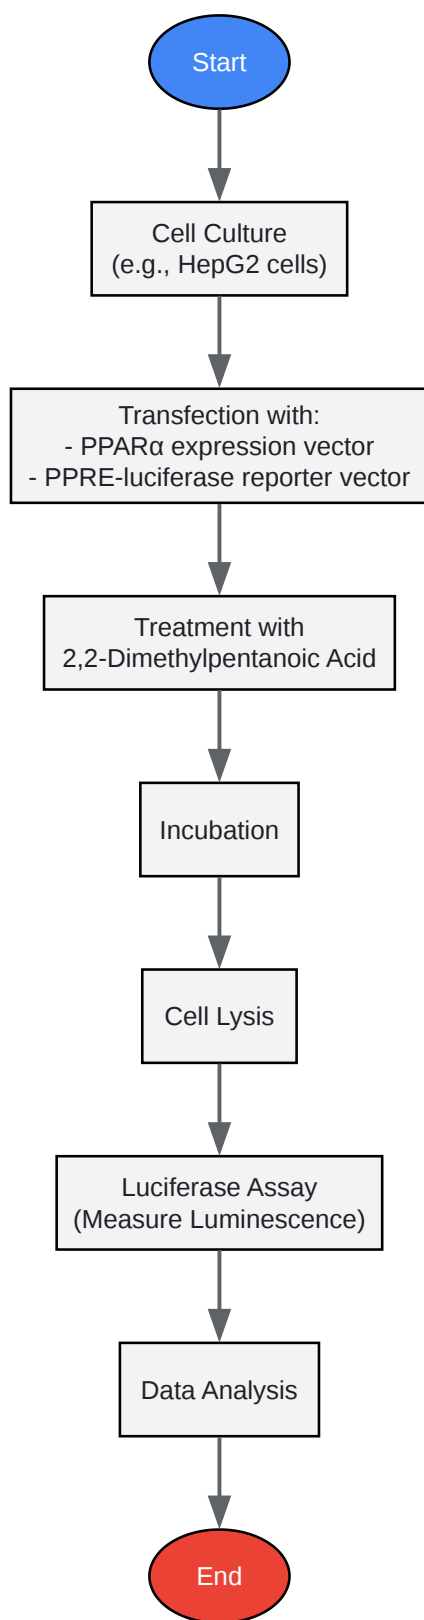 Start
Cell Culture
(e.g., HepG2 cells)
Transfection with:
- PPARα expression vector
- PPRE-luciferase reporter vector
Treatment with
2,2-Dimethylpentanoic Acid
Incubation
Cell Lysis
Luciferase Assay
(Measure Luminescence)
Data Analysis
End